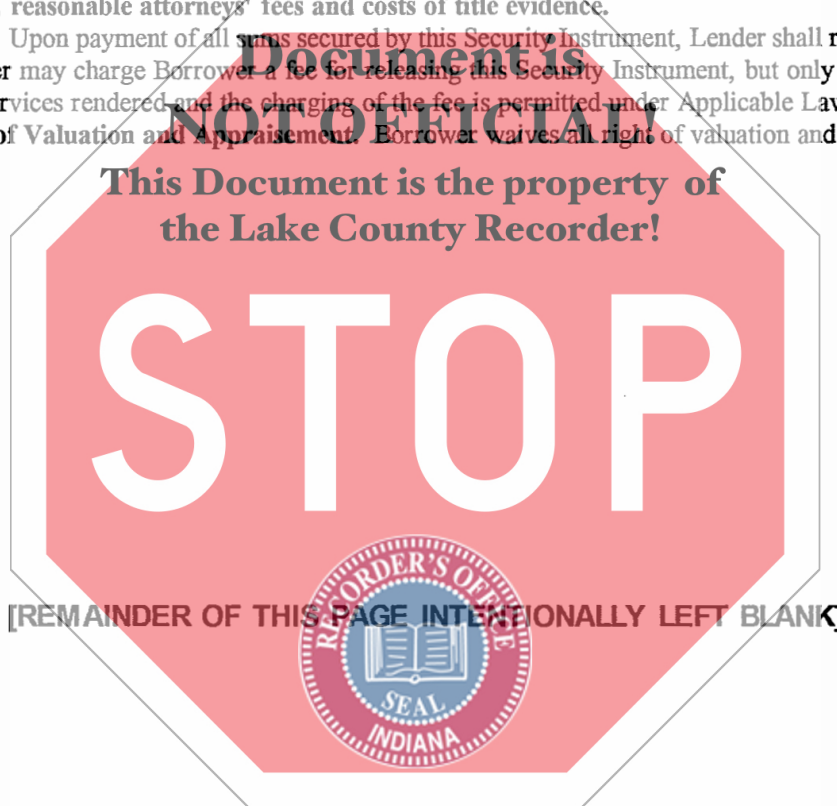 reasonable attorneys' fees and costs of title evidence.
Upon payment of all sums secured by this Security Instrument, Lender shall
may charge Borrower a fee for releasing this Security Instrument, but only
rendered and the charging of the fee is permitted under Applicable
of Valuation and Appraisement. Borrower waives all right of valuation and
Document is
NOT OFFICIAL!
This Document is the property of
the Lake County Recorder!
STOP
[REMAINDER OF THIS PAGE INTENTIONALLY LEFT BLANK]
RECORDER'S OFFICE
SEAL
INDIANA